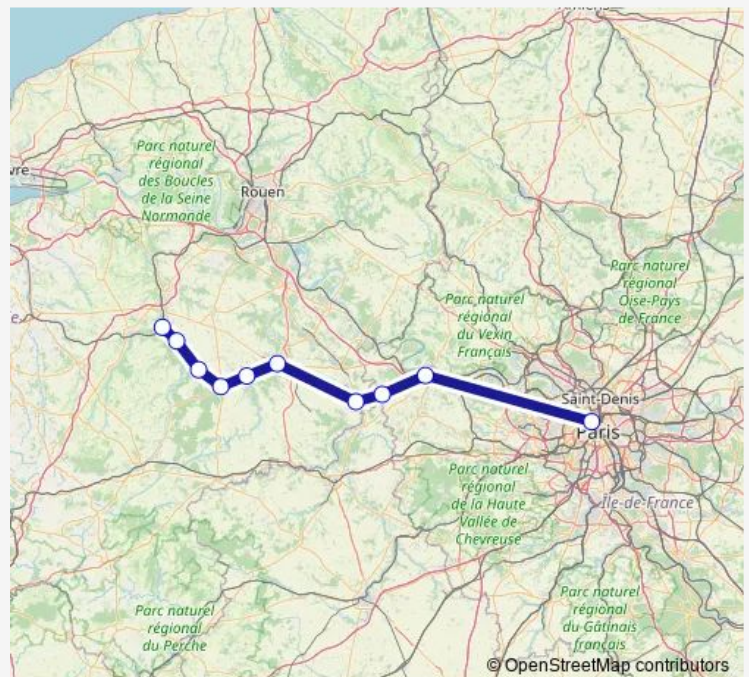 Parc naturel
régional
des Boucles
de la Seine
Normande
Rouen
Parc naturel
régional
Oise-Pays
de France
Parc naturel
régional
du Vexin
Français
Saint-Denis
Paris
Parc naturel
régional
de la Haute
Vallée de
Chevreuse
Île-de-France
Parc naturel
régional
du Gâtinais
français
Parc naturel
régional
du Perche
© OpenStreetMap contributors